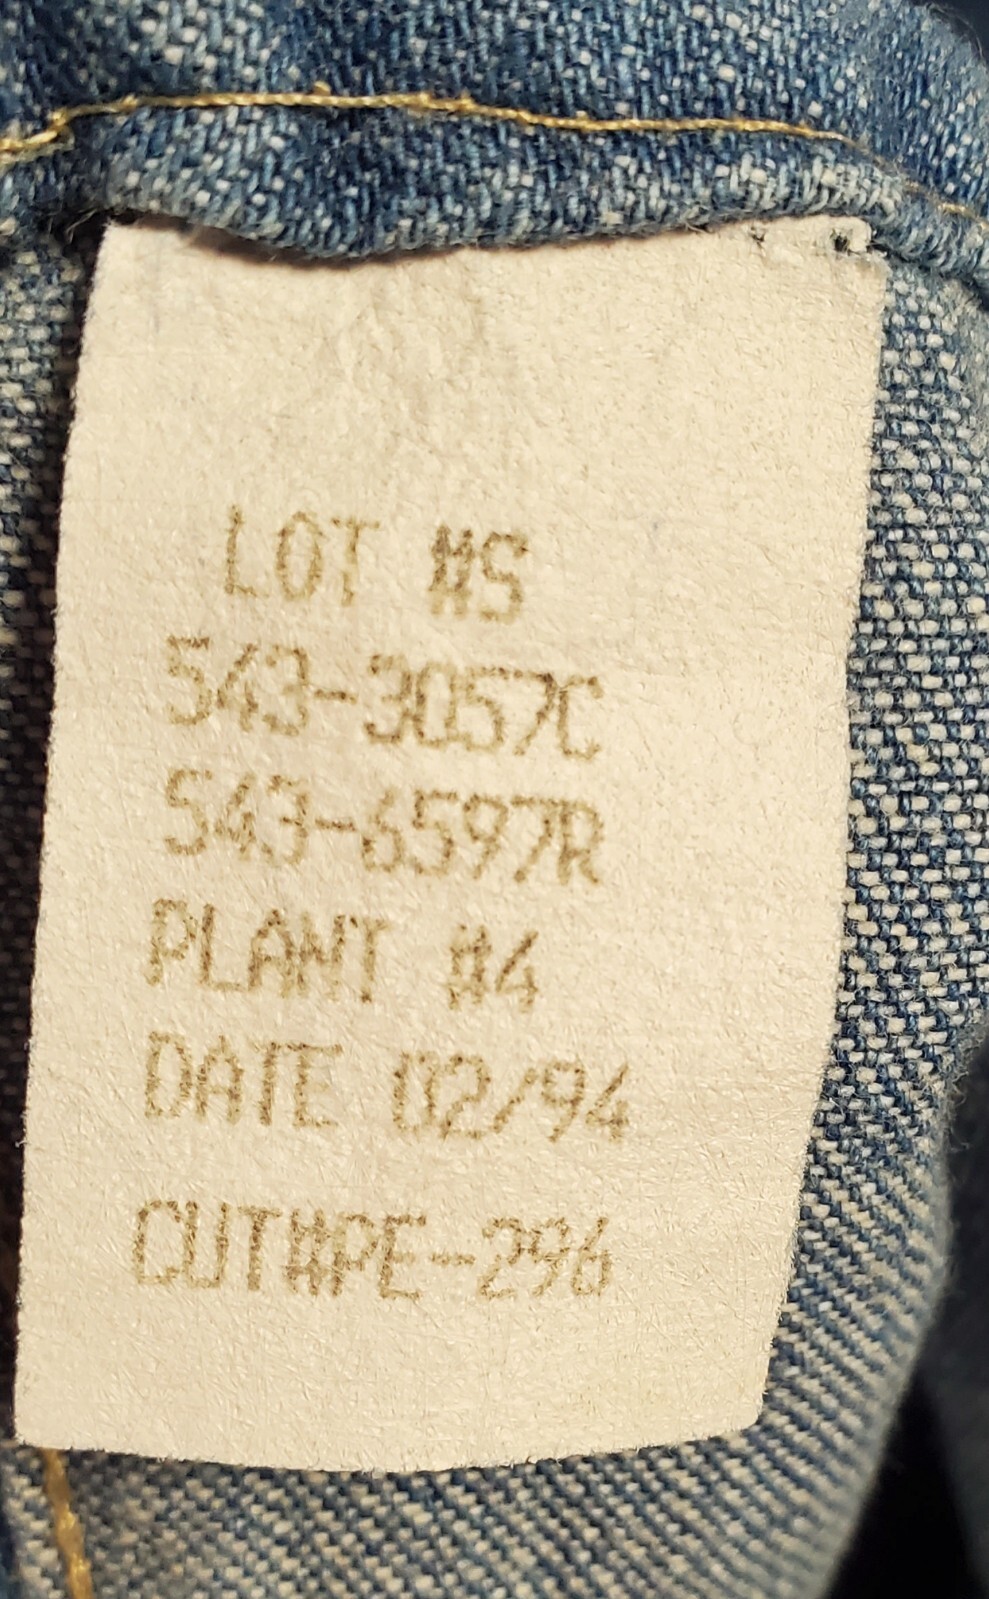 LOT #S
543-3057C
543-6597R
PLANT #4
DATE 02/94
CUT#PE-296